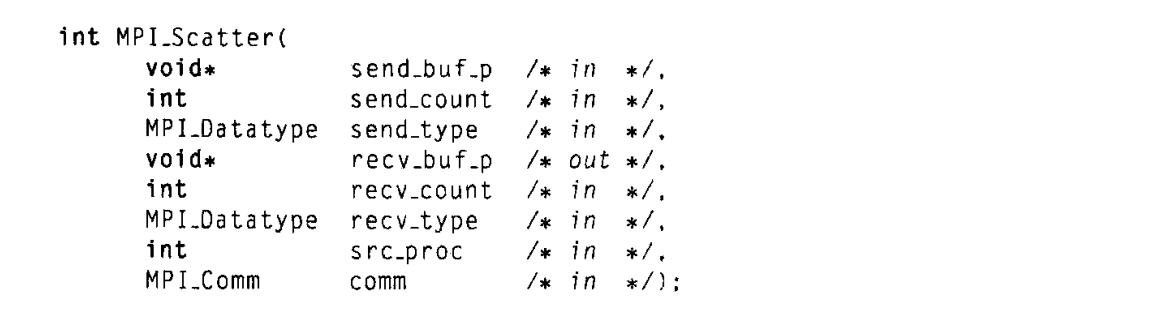 int MPI_Scatter(
void* send_buf_p /* in */,
int send_count /* in */,
MPI_Datatype send_type /* in */,
void* recv_buf_p /* out */,
int recv_count /* in */,
MPI_Datatype recv_type /* in */,
int src_proc /* in */,
MPI_Comm comm /* in */);